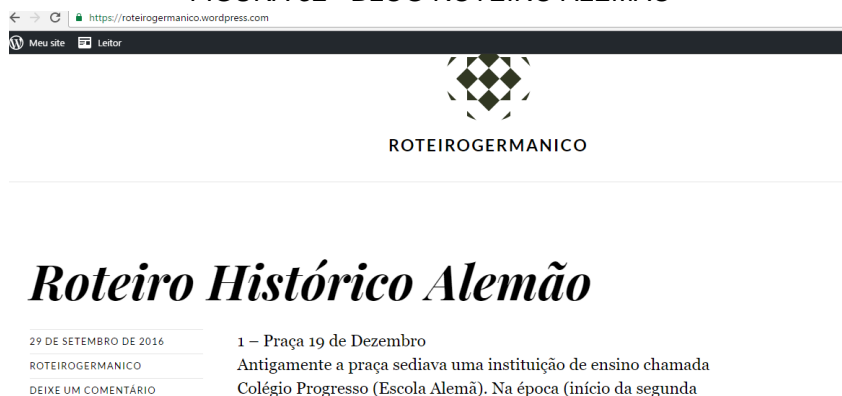 https://roteirogermanico.wordpress.com
Meu site Leitor
ROTEIROGERMANICO
Roteiro Histórico Alemão
29 DE SETEMBRO DE 2016
ROTEIROGERMANICO
DEIXE UM COMENTÁRIO
1 – Praça 19 de Dezembro
Antigamente a praça sediava uma instituição de ensino chamada
Colégio Progresso (Escola Alemã). Na época (início da segunda